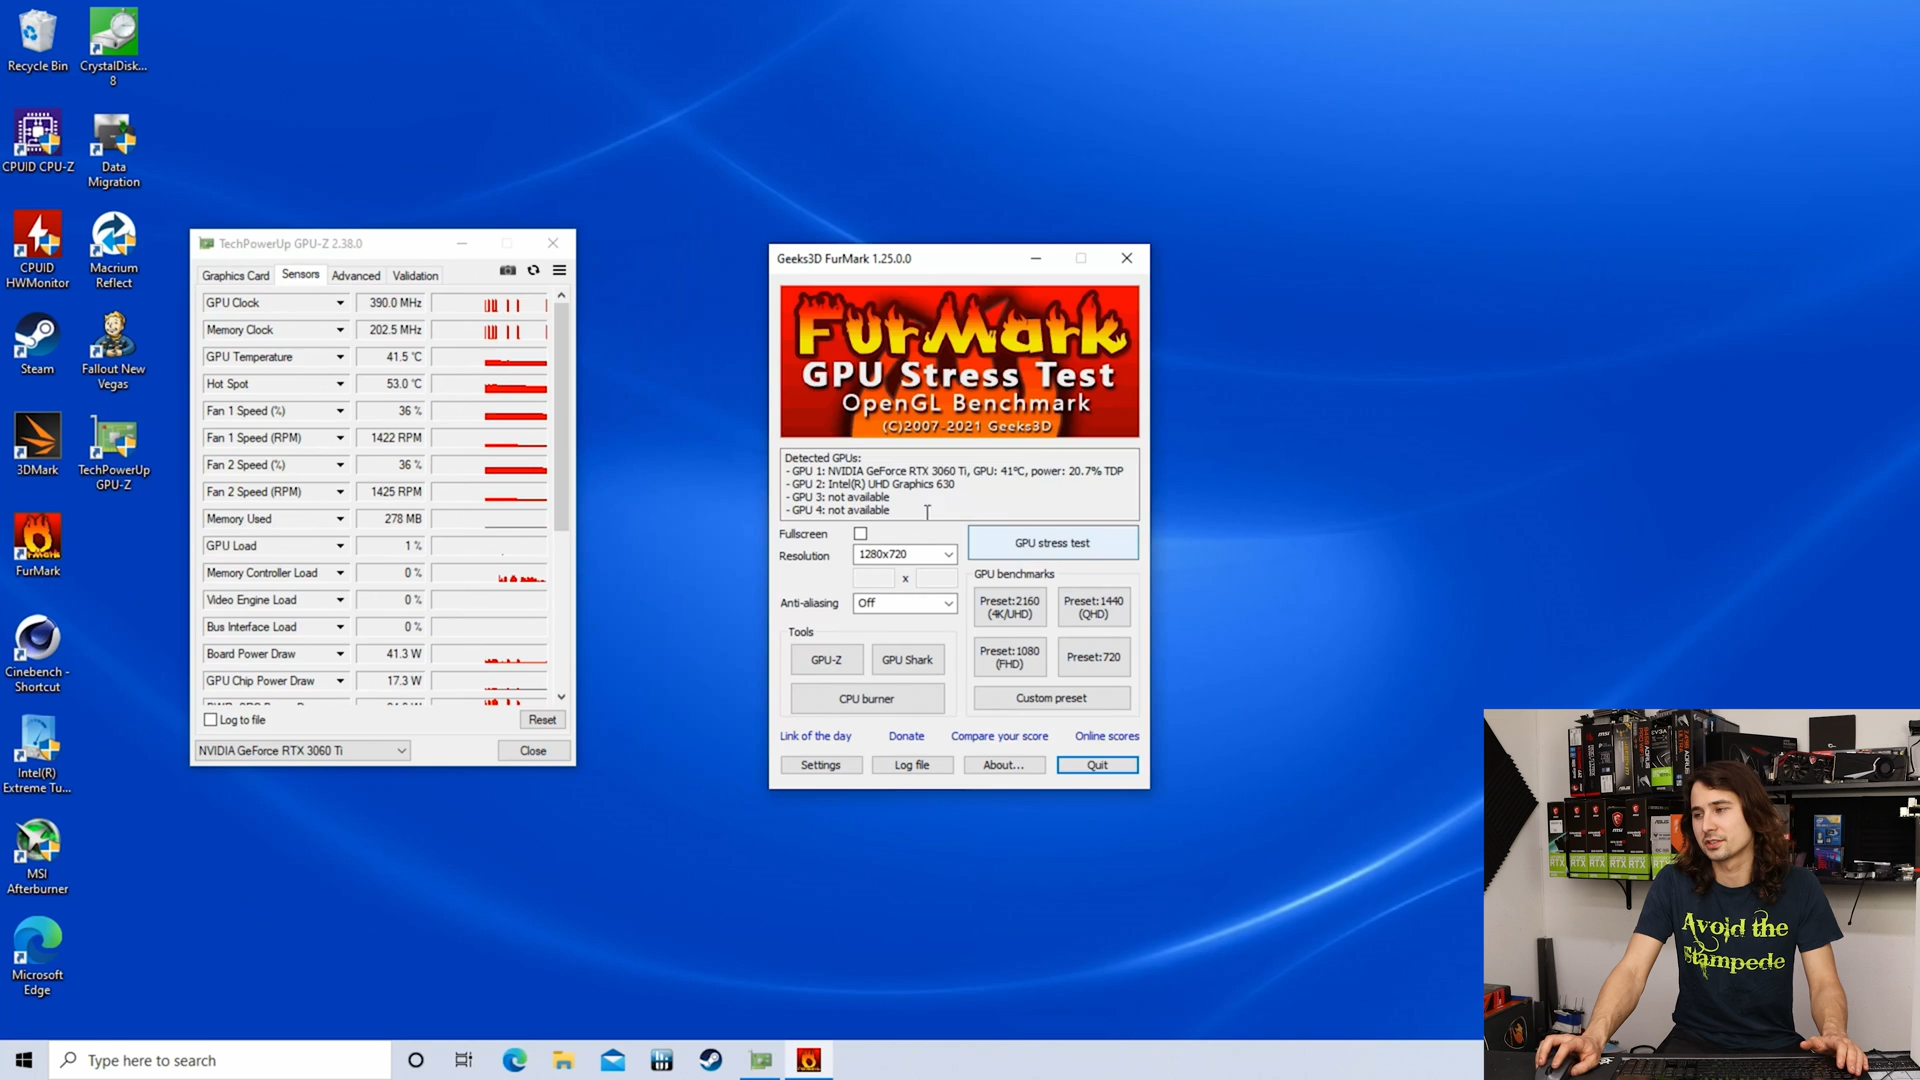 Recycle Bin
CrystalDisk...
8
CPUID CPU-Z
Data
Migration
CPUID
HWMonitor
Macrium
Reflect
Steam
Fallout New
Vegas
3DMark
TechPowerUp
GPU-Z
FurMark
Cinebench -
Shortcut
Intel(R)
Extreme Tu...
MSI
Afterburner
Microsoft
Edge
TechPowerUp GPU-Z 2.38.0
Graphics Card Sensors Advanced Validation
GPU Clock 390.0 MHz
Memory Clock 202.5 MHz
GPU Temperature 41.5 °C
Hot Spot 53.0 °C
Fan 1 Speed (%) 36 %
Fan 1 Speed (RPM) 1422 RPM
Fan 2 Speed (%) 36 %
Fan 2 Speed (RPM) 1425 RPM
Memory Used 278 MB
GPU Load 1 %
Memory Controller Load 0 %
Video Engine Load 0 %
Bus Interface Load 0 %
Board Power Draw 41.3 W
GPU Chip Power Draw 17.3 W
Log to file Reset
NVIDIA GeForce RTX 3060 Ti Close
Geeks3D FurMark 1.25.0.0
FurMark
GPU Stress Test
OpenGL Benchmark
(C)2007-2021 Geeks3D
Detected GPUs:
- GPU 1: NVIDIA GeForce RTX 3060 Ti, GPU: 41°C, power: 20.7% TDP
- GPU 2: Intel(R) UHD Graphics 630
- GPU 3: not available
- GPU 4: not available
Fullscreen
Resolution 1280x720
x
Anti-aliasing Off
GPU stress test
GPU benchmarks
Preset:2160
(4K/UHD)
Preset:1440
(QHD)
Preset:1080
(FHD)
Preset:720
Custom preset
Tools
GPU-Z GPU Shark
CPU burner
Link of the day Donate Compare your score Online scores
Settings Log file About... Quit
Type here to search
RTX RTX RTX RTX
Avoid the
Stampede